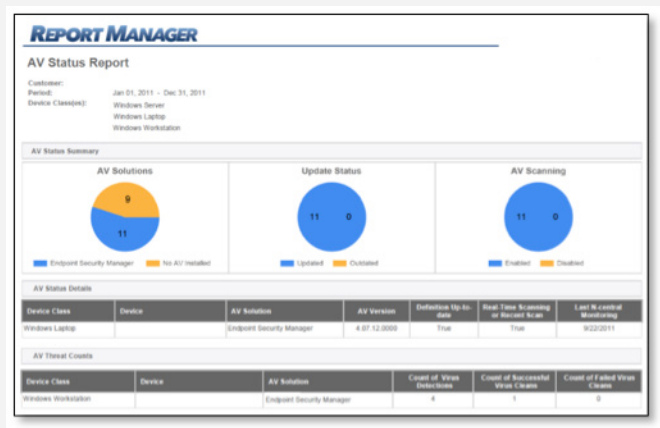 REPORT MANAGER
AV Status Report
Customer:
Period: Jan 01, 2011 - Dec 31, 2011
Device Class(es): Windows Server
Windows Laptop
Windows Workstation
AV Status Summary
AV Solutions Update Status AV Scanning
9
11 11 0 11 0
Endpoint Security Manager No AV Installed Updated Outdated Enabled Disabled
AV Status Details
Device Class Device AV Solution AV Version Definition Up-to-date Real-Time Scanning or Recent Scan Last N-central Monitoring
Windows Laptop Endpoint Security Manager 4.07.12.0000 True True 9/22/2011
AV Threat Counts
Device Class Device AV Solution Count of Virus Detections Count of Successful Virus Cleans Count of Failed Virus Cleans
Windows Workstation Endpoint Security Manager 4 1 0